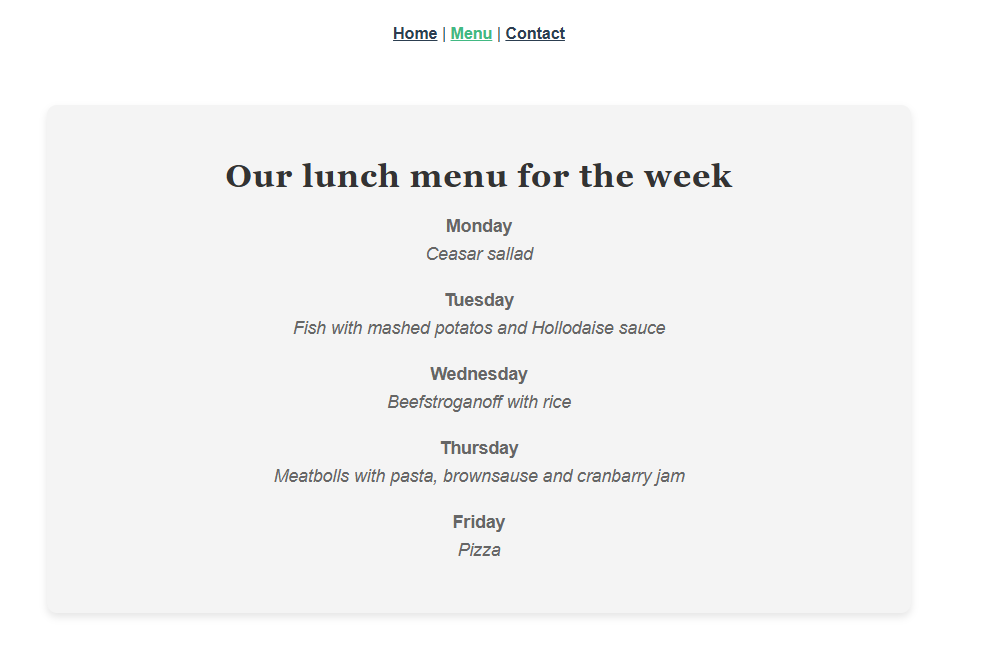 Home | Menu | Contact
Our lunch menu for the week
Monday
Ceasar sallad
Tuesday
Fish with mashed potatos and Hollodaise sauce
Wednesday
Beefstroganoff with rice
Thursday
Meatbolls with pasta, brownsause and cranbarry jam
Friday
Pizza